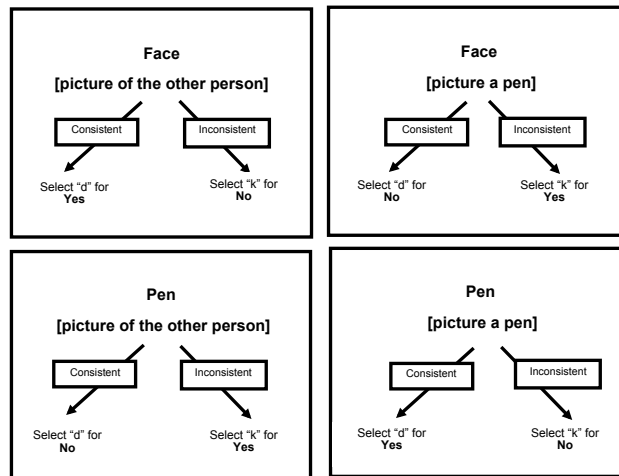 Face
[picture of the other person]
Consistent
Inconsistent
Select “d” for
Yes
Select “k” for
No
Face
[picture a pen]
Consistent
Inconsistent
Select “d” for
No
Select “k” for
Yes
Pen
[picture of the other person]
Consistent
Inconsistent
Select “d” for
No
Select “k” for
Yes
Pen
[picture a pen]
Consistent
Inconsistent
Select “d” for
Yes
Select “k” for
No